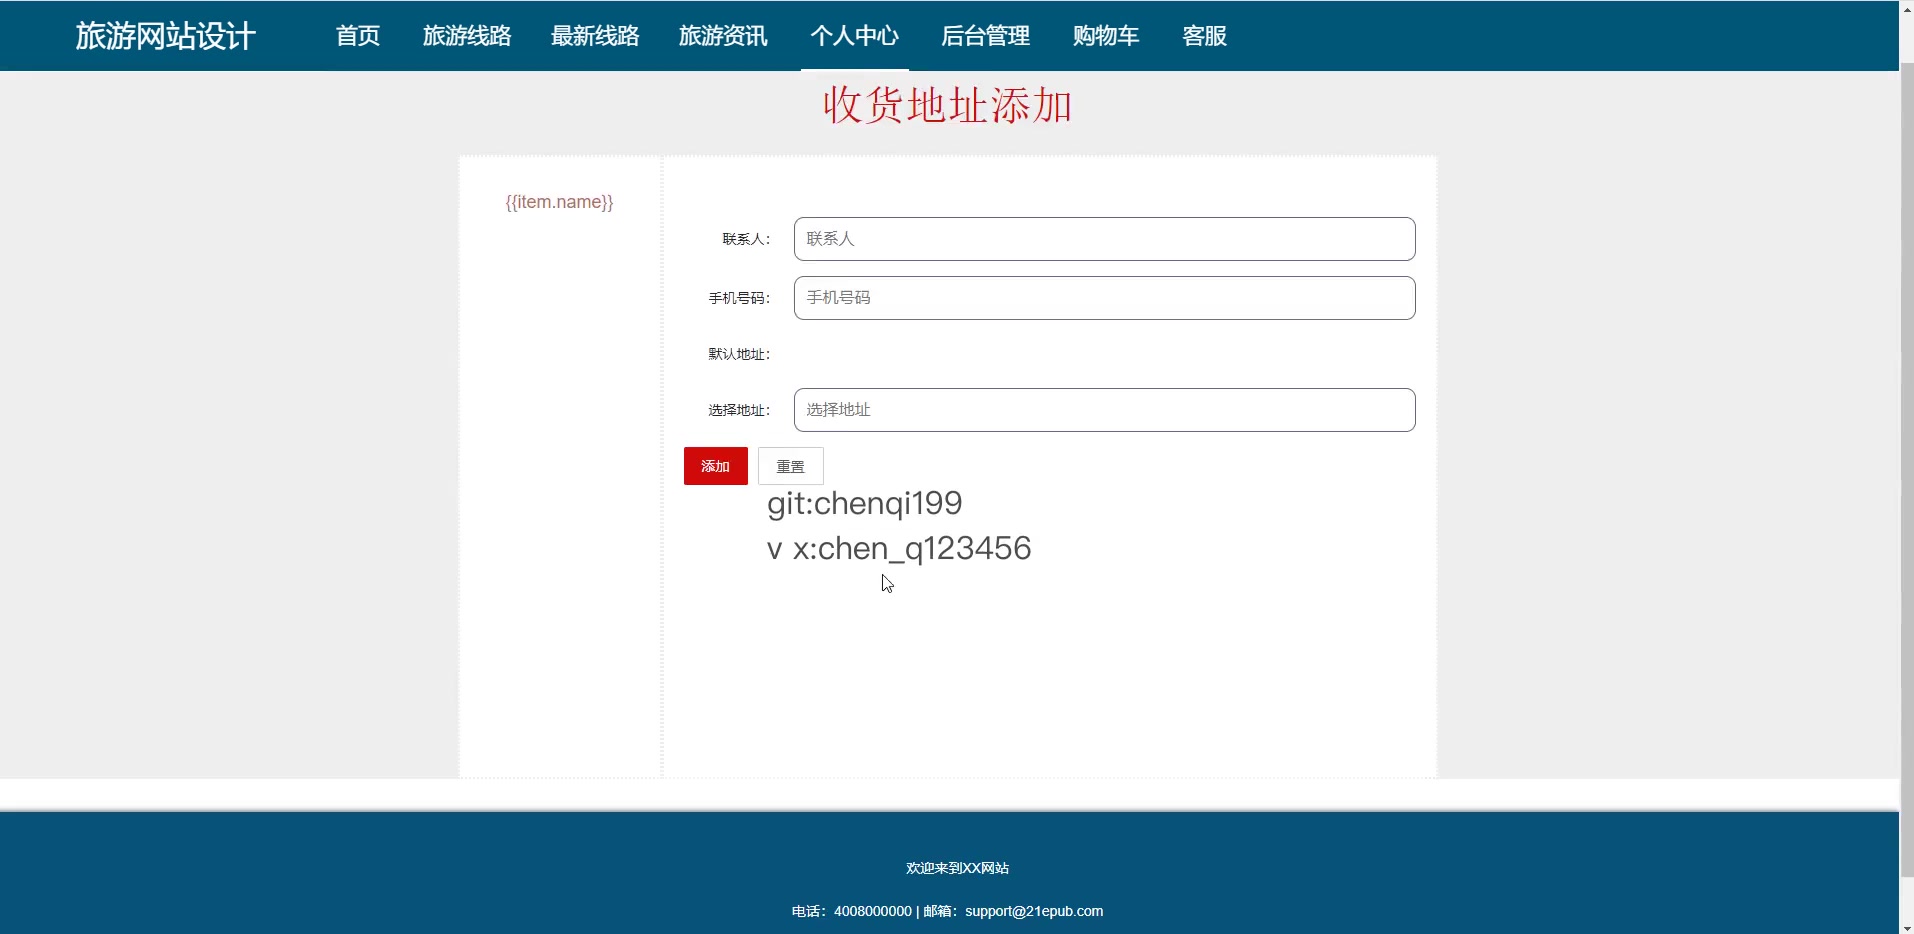 旅游网站设计 首页 旅游线路 最新线路 旅游资讯 个人中心 后台管理 购物车 客服
收货地址添加
{{item.name}}
联系人： 联系人
手机号码： 手机号码
默认地址：
选择地址： 选择地址
添加 重置
git:chenqi199
v x:chen_q123456
欢迎来到XX网站
电话：4008000000 | 邮箱：support@21epub.com